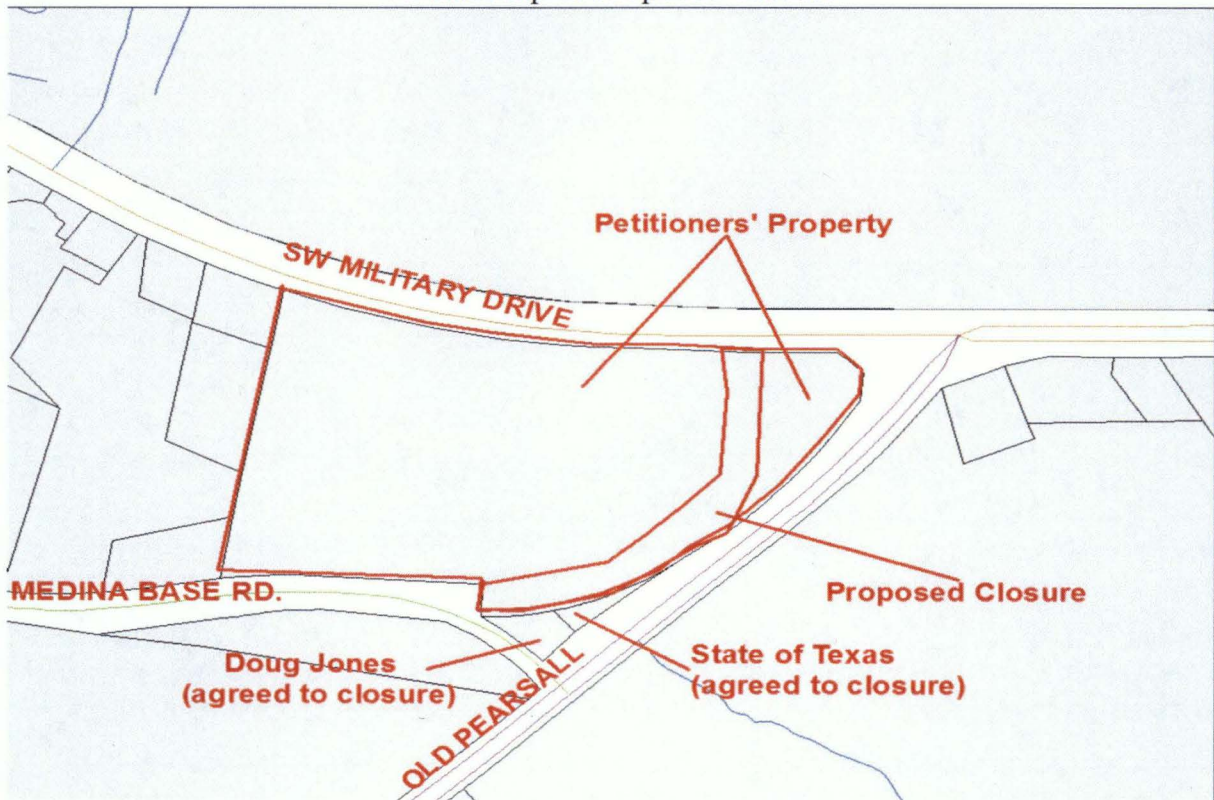 Petitioners' Property
SW MILITARY DRIVE
MEDINA BASE RD.
Proposed Closure
Doug Jones
(agreed to closure)
State of Texas
(agreed to closure)
OLD PEARSALL